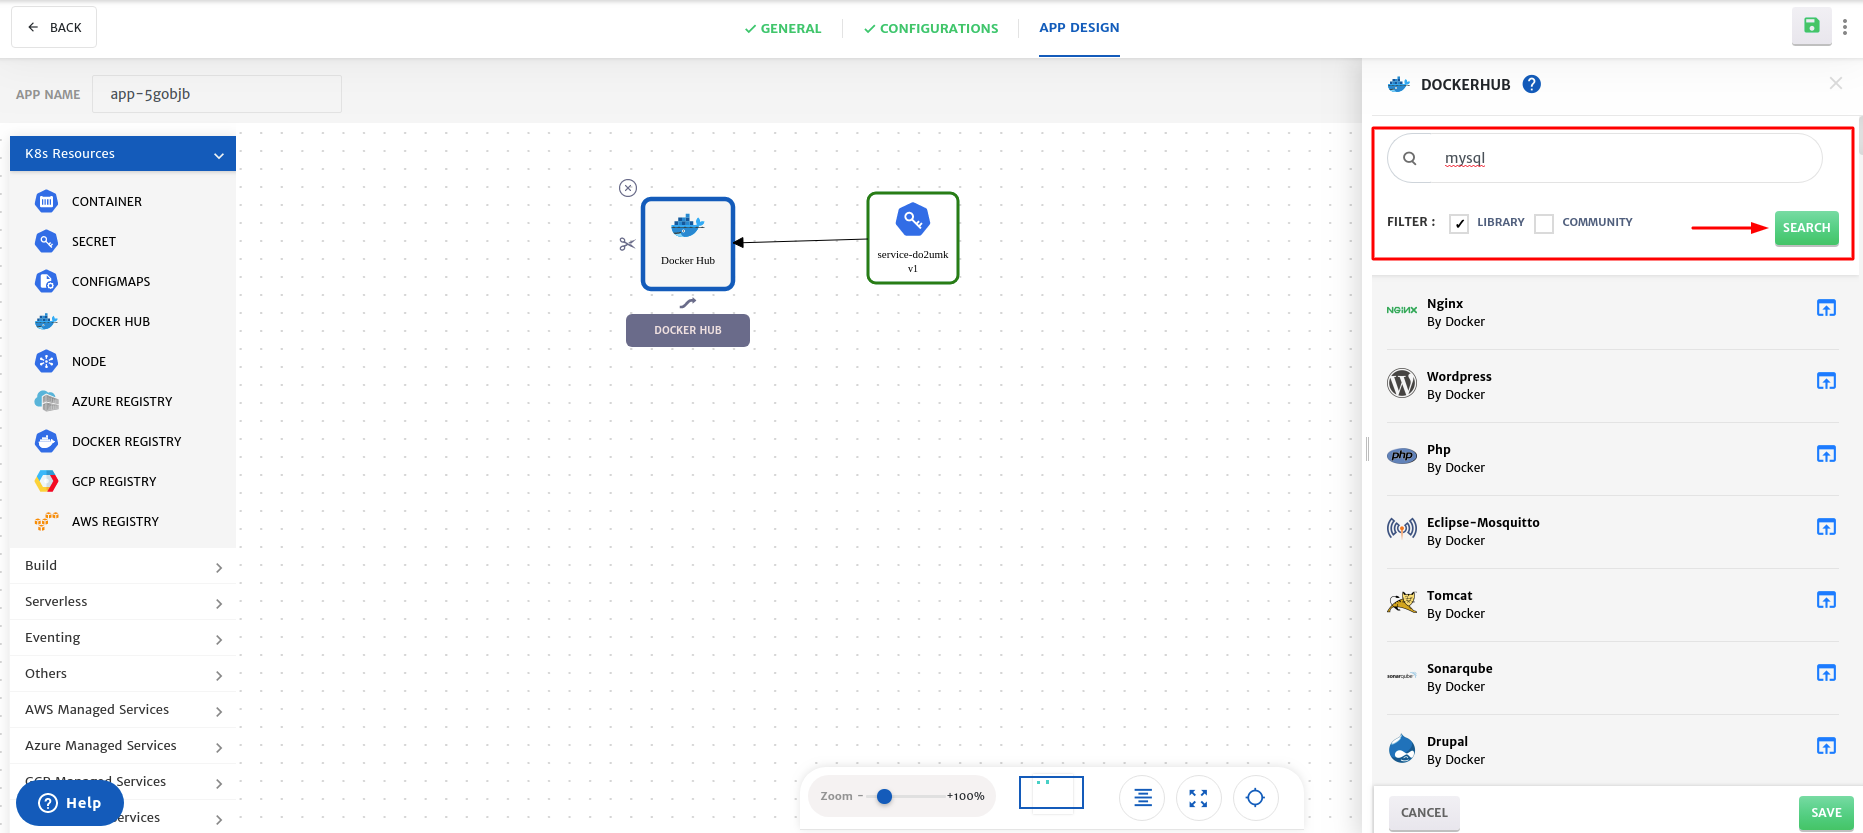 BACK
GENERAL
CONFIGURATIONS
APP DESIGN
APP NAME
app-5gobjb
K8s Resources
CONTAINER
SECRET
CONFIGMAPS
DOCKER HUB
NODE
AZURE REGISTRY
DOCKER REGISTRY
GCP REGISTRY
AWS REGISTRY
Build
Serverless
Eventing
Others
AWS Managed Services
Azure Managed Services
GCP Managed Services
? Help
Docker Hub
DOCKER HUB
service-do2umk
v1
Zoom - +100%
DOCKERHUB ?
mysql
FILTER : LIBRARY COMMUNITY
SEARCH
NGINX
Nginx
By Docker
Wordpress
By Docker
php
Php
By Docker
Eclipse-Mosquitto
By Docker
Tomcat
By Docker
sonarqube
Sonarqube
By Docker
Drupal
By Docker
CANCEL
SAVE